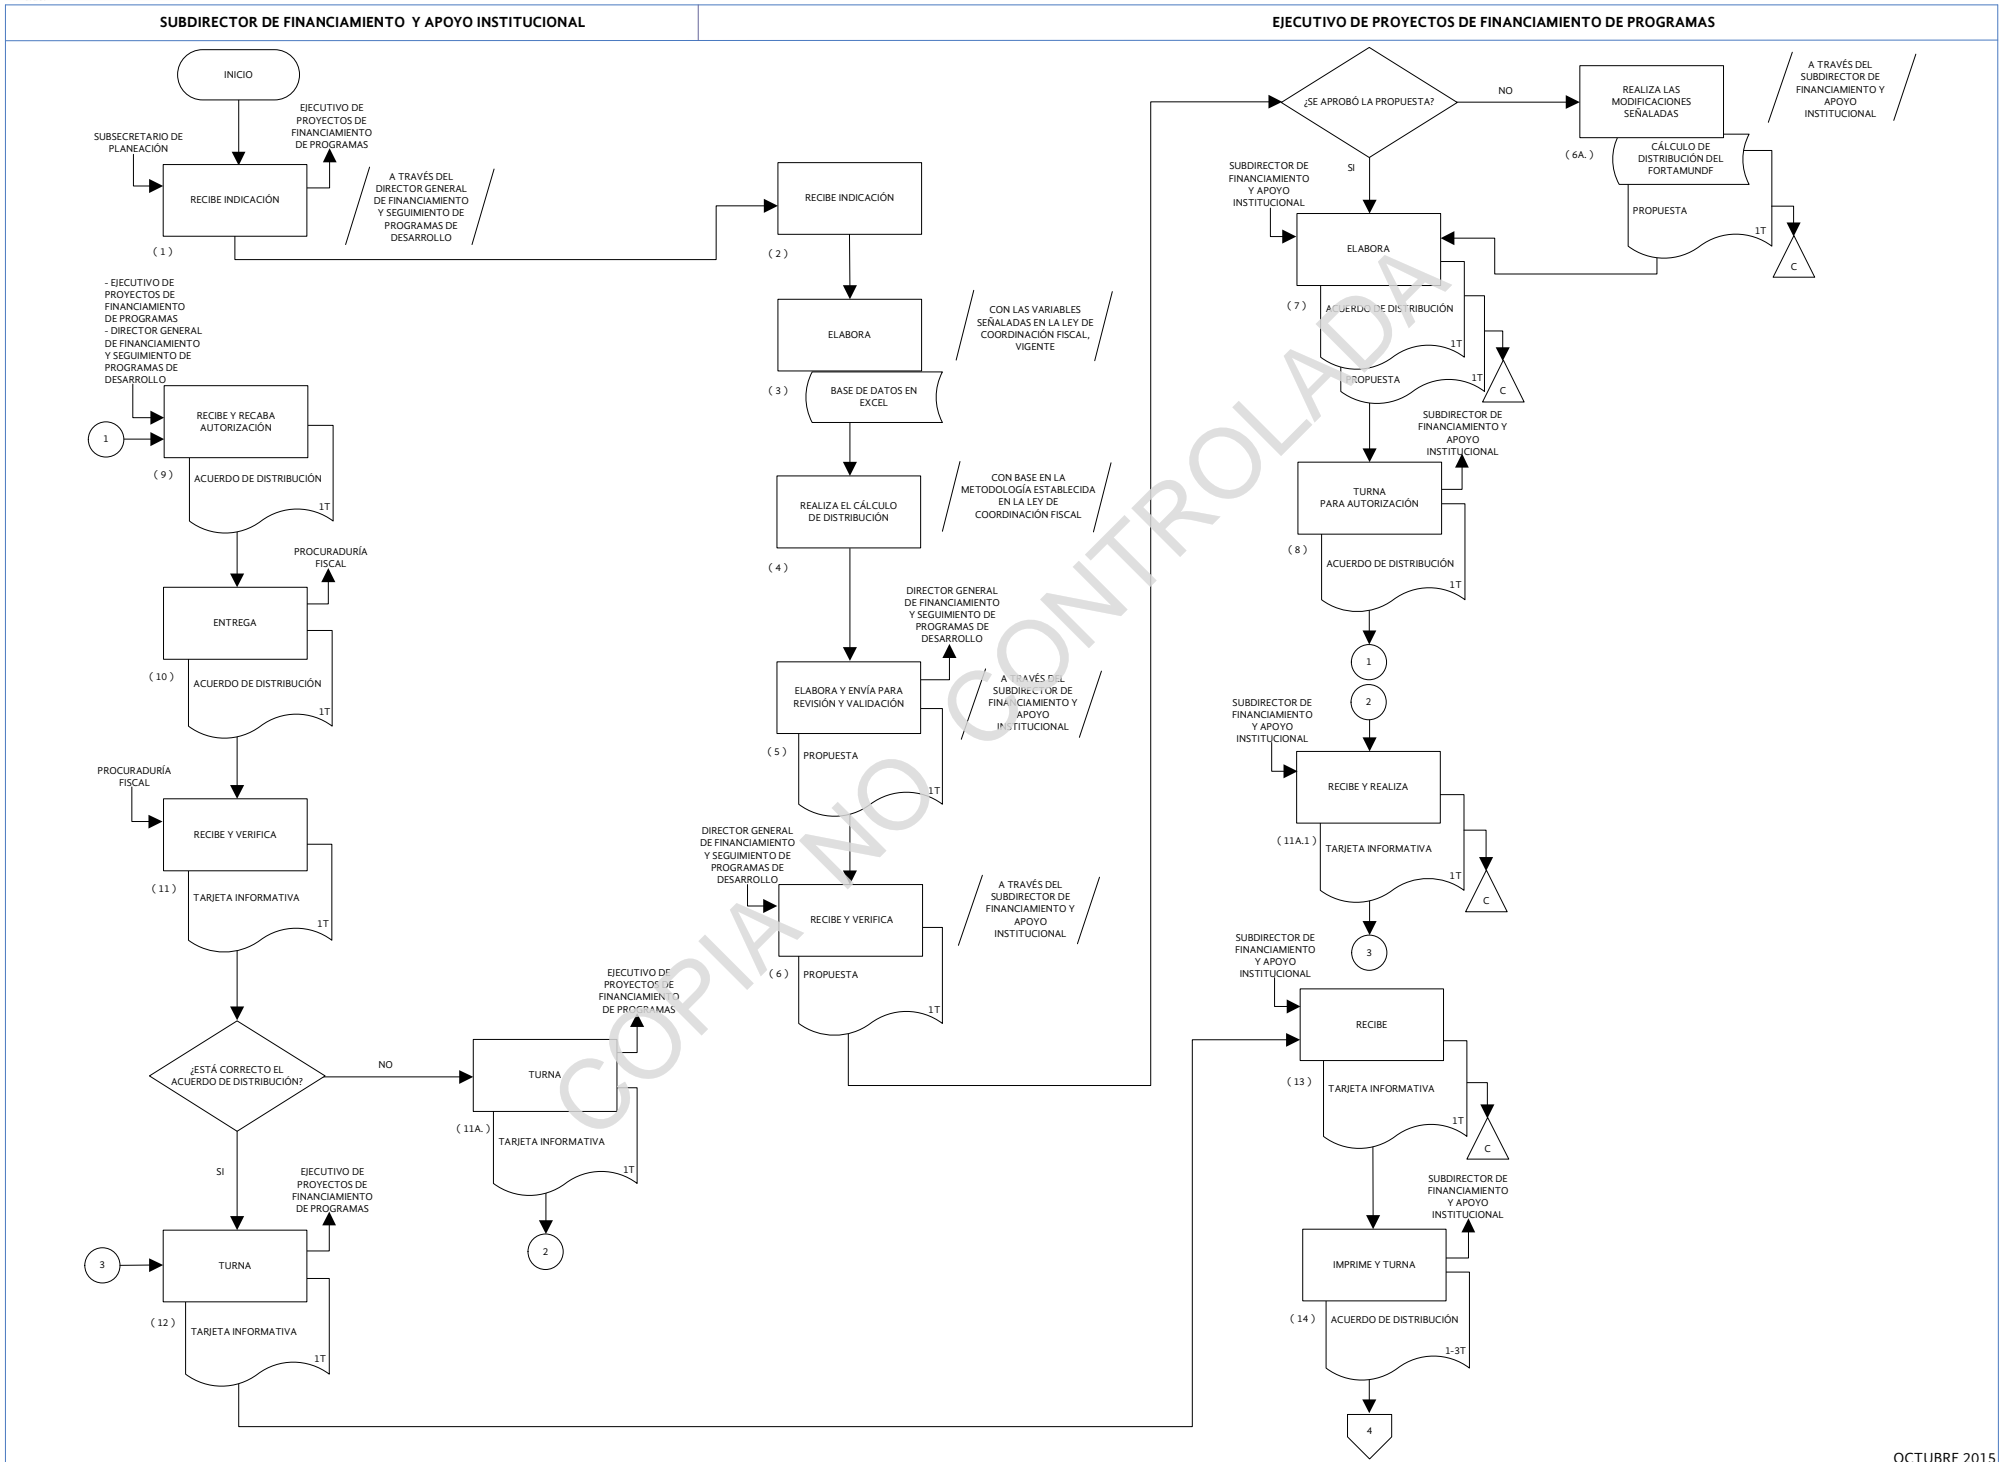 SUBDIRECTOR DE FINANCIAMIENTO Y APOYO INSTITUCIONAL
EJECUTIVO DE PROYECTOS DE FINANCIAMIENTO DE PROGRAMAS
INICIO
SUBSECRETARIO DE
PLANEACIÓN
EJECUTIVO DE
PROYECTOS DE
FINANCIAMIENTO
DE PROGRAMAS
RECIBE INDICACIÓN
( 1 )
A TRAVÉS DEL
DIRECTOR GENERAL
DE FINANCIAMIENTO
Y SEGUIMIENTO DE
PROGRAMAS DE
DESARROLLO
- EJECUTIVO DE
PROYECTOS DE
FINANCIAMIENTO
DE PROGRAMAS
- DIRECTOR GENERAL
DE FINANCIAMIENTO
Y SEGUIMIENTO DE
PROGRAMAS DE
DESARROLLO
1
RECIBE Y RECABA
AUTORIZACIÓN
( 9 )
ACUERDO DE DISTRIBUCIÓN
1T
PROCURADURÍA
FISCAL
ENTREGA
( 10 )
ACUERDO DE DISTRIBUCIÓN
1T
PROCURADURÍA
FISCAL
RECIBE Y VERIFICA
( 11 )
TARJETA INFORMATIVA
1T
¿ESTÁ CORRECTO EL
ACUERDO DE DISTRIBUCIÓN?
NO
SI
EJECUTIVO DE
PROYECTOS DE
FINANCIAMIENTO
DE PROGRAMAS
TURNA
( 11A. )
TARJETA INFORMATIVA
1T
2
EJECUTIVO DE
PROYECTOS DE
FINANCIAMIENTO
DE PROGRAMAS
3
TURNA
( 12 )
TARJETA INFORMATIVA
1T
RECIBE INDICACIÓN
( 2 )
ELABORA
( 3 )
BASE DE DATOS EN
EXCEL
CON LAS VARIABLES
SEÑALADAS EN LA LEY DE
COORDINACIÓN FISCAL,
VIGENTE
REALIZA EL CÁLCULO
DE DISTRIBUCIÓN
( 4 )
CON BASE EN LA
METODOLOGÍA ESTABLECIDA
EN LA LEY DE
COORDINACIÓN FISCAL
DIRECTOR GENERAL
DE FINANCIAMIENTO
Y SEGUIMIENTO DE
PROGRAMAS DE
DESARROLLO
ELABORA Y ENVÍA PARA
REVISIÓN Y VALIDACIÓN
( 5 )
PROPUESTA
1T
A TRAVÉS DEL
SUBDIRECTOR DE
FINANCIAMIENTO Y
APOYO
INSTITUCIONAL
DIRECTOR GENERAL
DE FINANCIAMIENTO
Y SEGUIMIENTO DE
PROGRAMAS DE
DESARROLLO
RECIBE Y VERIFICA
( 6 )
PROPUESTA
1T
A TRAVÉS DEL
SUBDIRECTOR DE
FINANCIAMIENTO Y
APOYO
INSTITUCIONAL
¿SE APROBÓ LA PROPUESTA?
NO
SI
REALIZA LAS
MODIFICACIONES
SEÑALADAS
( 6A. )
CÁLCULO DE
DISTRIBUCIÓN DEL
FORTAMUNDF
PROPUESTA
1T
C
A TRAVÉS DEL
SUBDIRECTOR DE
FINANCIAMIENTO Y
APOYO
INSTITUCIONAL
SUBDIRECTOR DE
FINANCIAMIENTO
Y APOYO
INSTITUCIONAL
ELABORA
( 7 )
ACUERDO DE DISTRIBUCIÓN
1T
PROPUESTA
1T
C
SUBDIRECTOR DE
FINANCIAMIENTO Y
APOYO
INSTITUCIONAL
TURNA
PARA AUTORIZACIÓN
( 8 )
ACUERDO DE DISTRIBUCIÓN
1T
1
2
SUBDIRECTOR DE
FINANCIAMIENTO
Y APOYO
INSTITUCIONAL
RECIBE Y REALIZA
( 11A.1 )
TARJETA INFORMATIVA
1T
C
3
SUBDIRECTOR DE
FINANCIAMIENTO
Y APOYO
INSTITUCIONAL
RECIBE
( 13 )
TARJETA INFORMATIVA
1T
C
SUBDIRECTOR DE
FINANCIAMIENTO
Y APOYO
INSTITUCIONAL
IMPRIME Y TURNA
( 14 )
ACUERDO DE DISTRIBUCIÓN
1-3T
4
COPIA NO CONTROLADA
OCTUBRE 2015